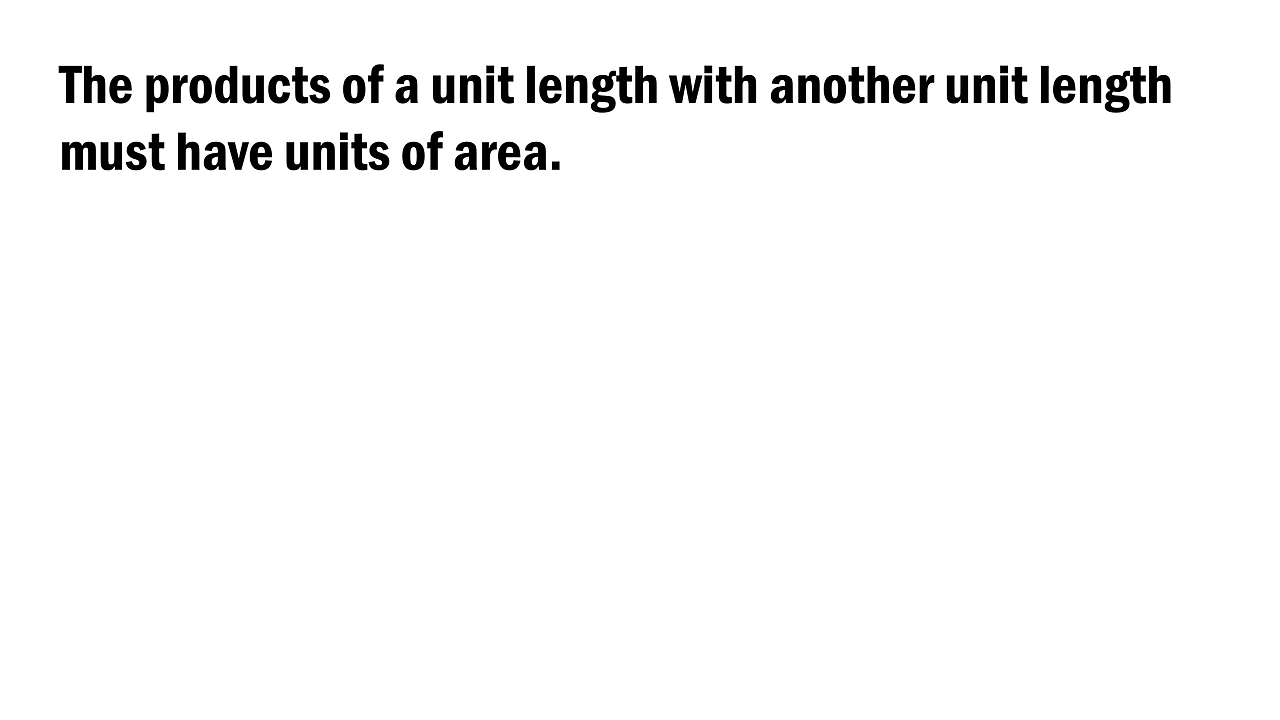 The products of a unit length with another unit length
must have units of area.